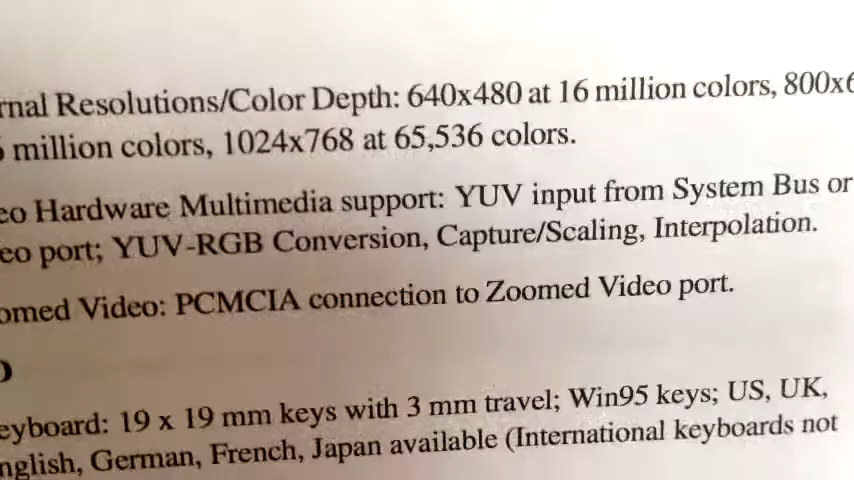 rnal Resolutions/Color Depth: 640x480 at 16 million colors, 800x6
million colors, 1024x768 at 65,536 colors.
eo Hardware Multimedia support: YUV input from System Bus or
eo port; YUV-RGB Conversion, Capture/Scaling, Interpolation.
omed Video: PCMCIA connection to Zoomed Video port.
eyboard: 19 x 19 mm keys with 3 mm travel; Win95 keys; US, UK,
nglish, German, French, Japan available (International keyboards not